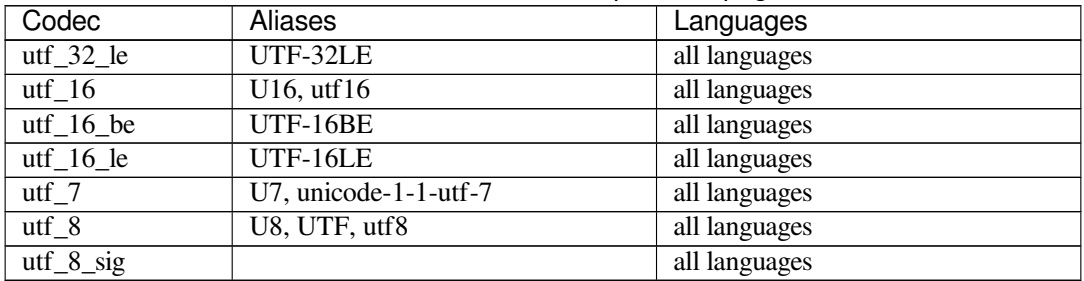 Codec Aliases Languages
utf_32_le UTF-32LE all languages
utf_16 U16, utf16 all languages
utf_16_be UTF-16BE all languages
utf_16_le UTF-16LE all languages
utf_7 U7, unicode-1-1-utf-7 all languages
utf_8 U8, UTF, utf8 all languages
utf_8_sig all languages